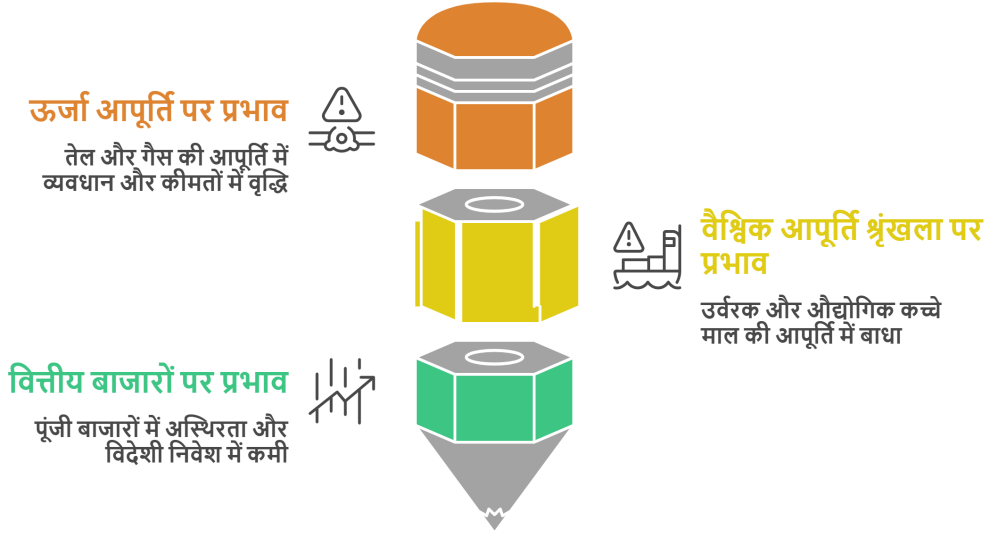 ऊर्जा आपूर्ति पर प्रभाव
तेल और गैस की आपूर्ति में
व्यवधान और कीमतों में वृद्धि
वैश्विक आपूर्ति श्रृंखला पर
प्रभाव
उर्वरक और औद्योगिक कच्चे
माल की आपूर्ति में बाधा
वित्तीय बाजारों पर प्रभाव
पूंजी बाजारों में अस्थिरता और
विदेशी निवेश में कमी